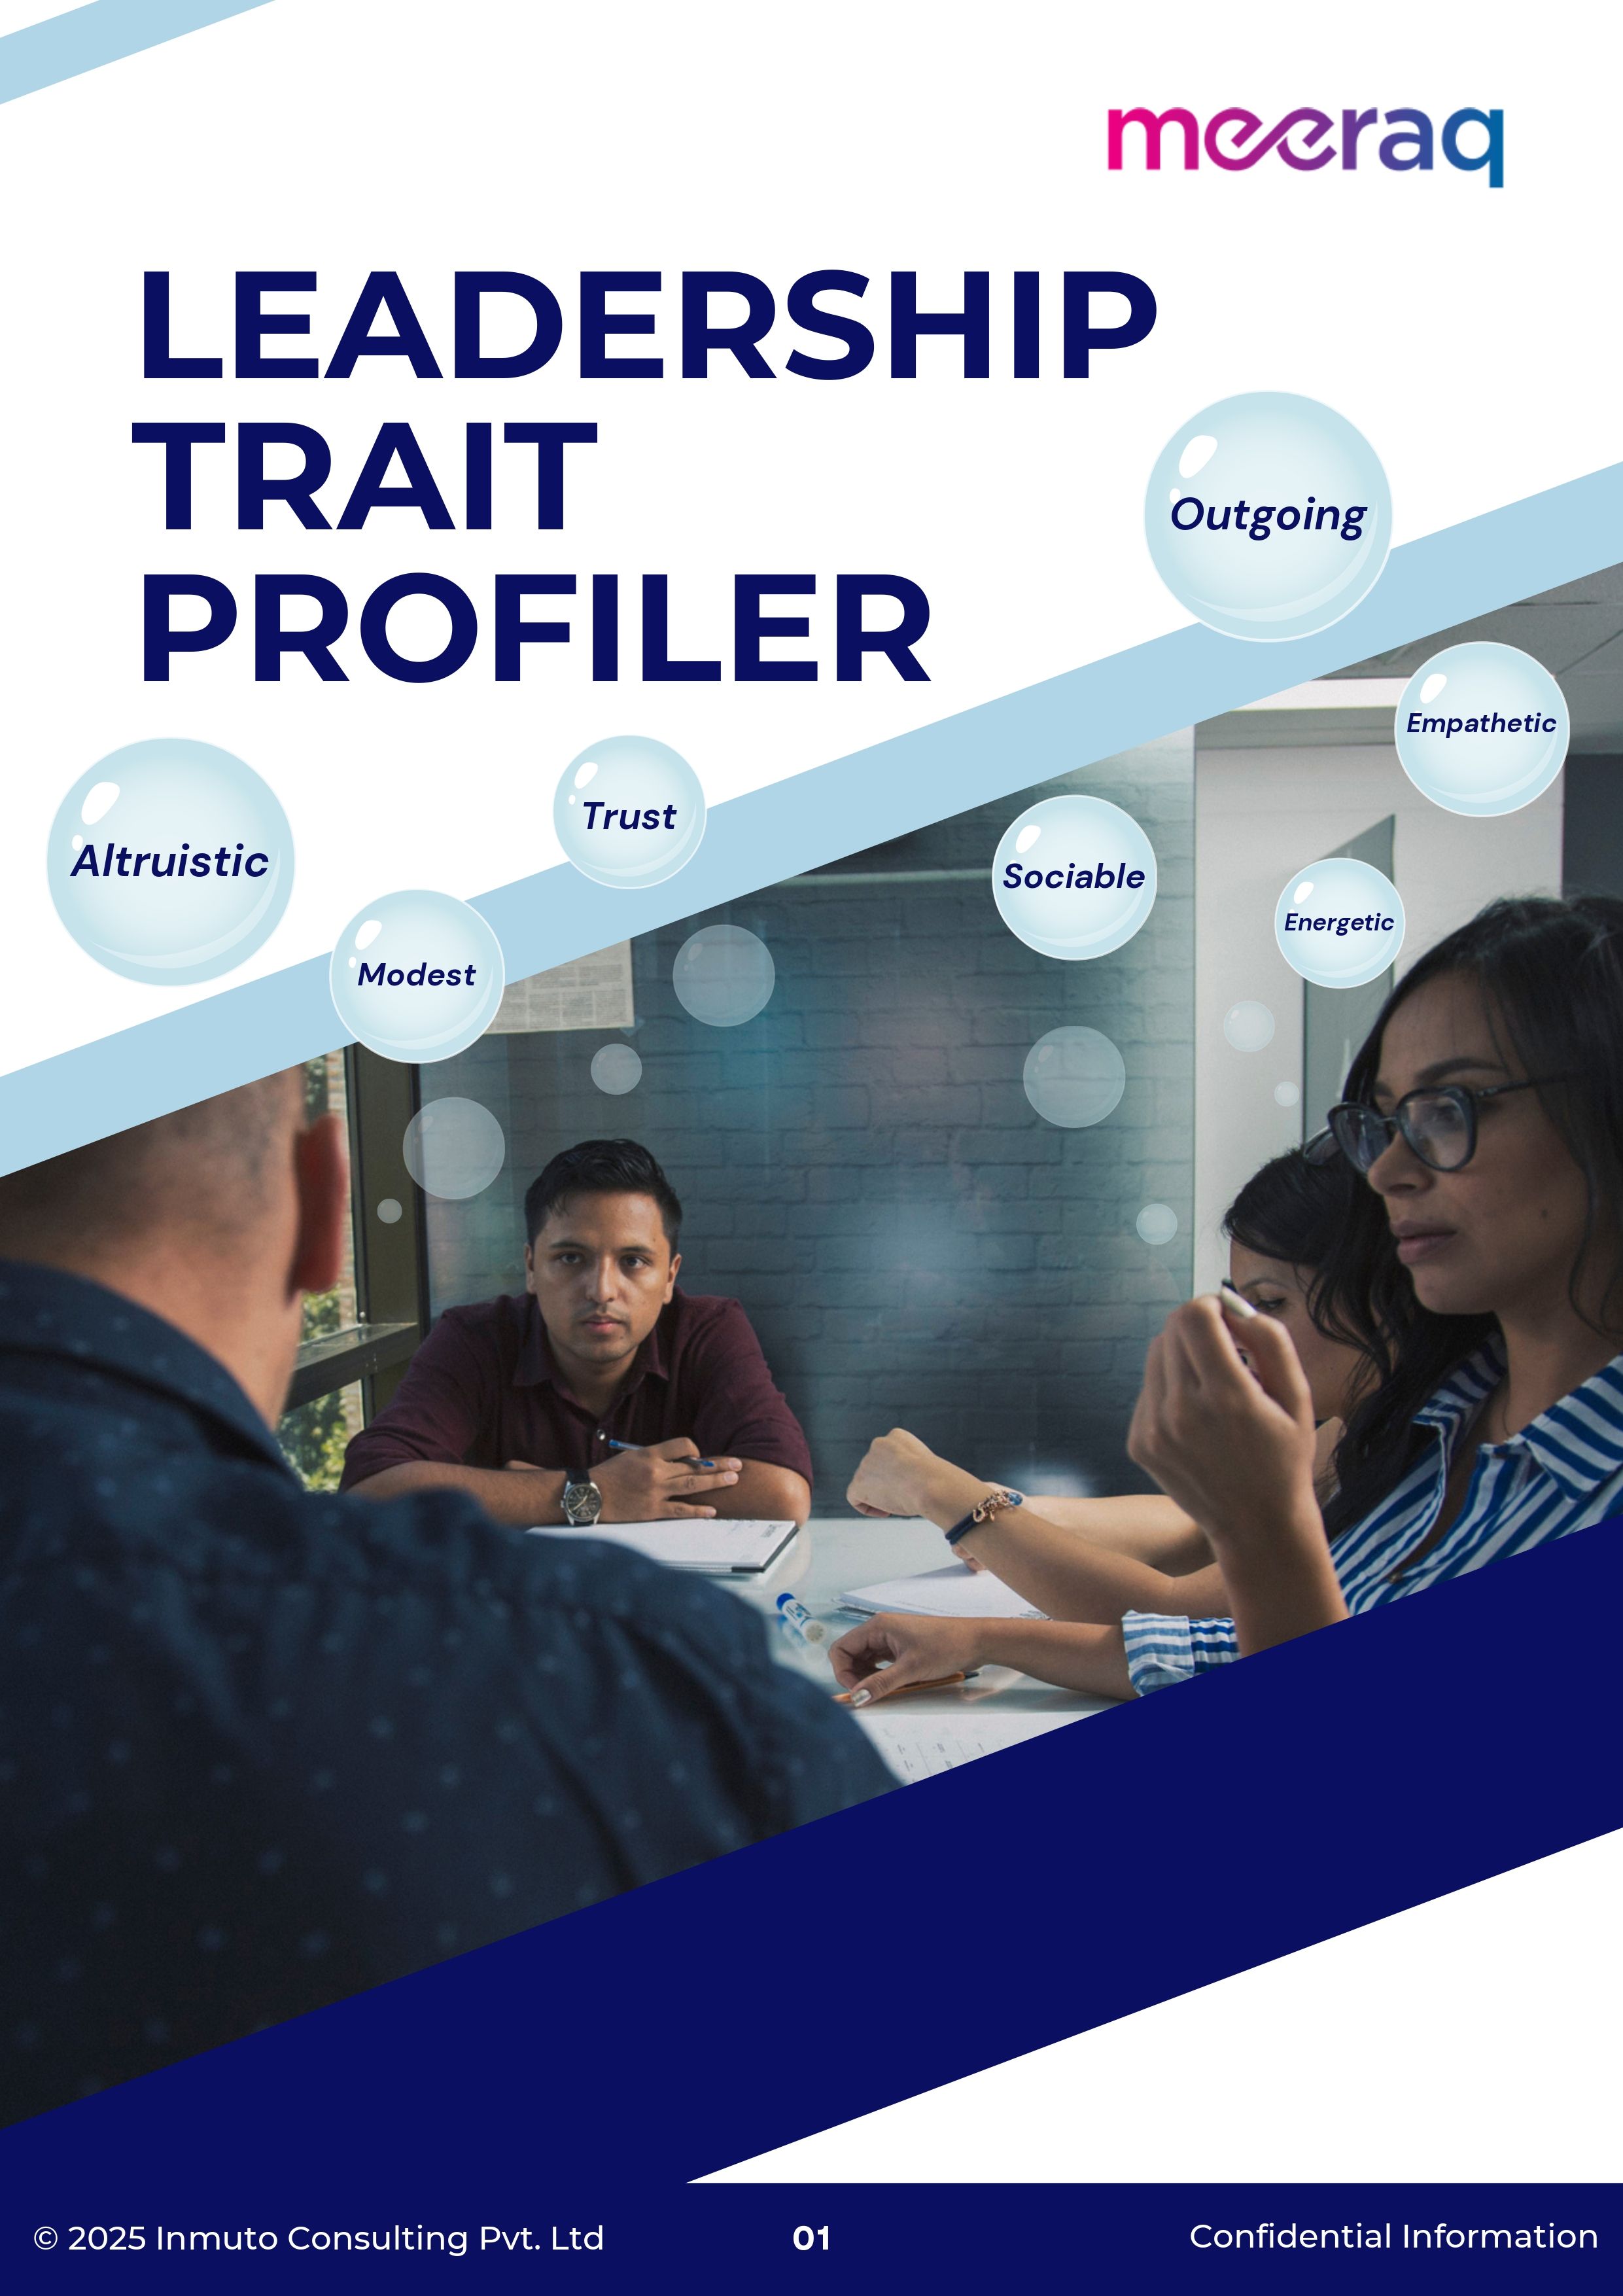 meeraq
LEADERSHIP
TRAIT
PROFILER
Outgoing
Empathetic
Altruistic
Trust
Sociable
Energetic
Modest
© 2025 Inmuto Consulting Pvt. Ltd
01
Confidential Information